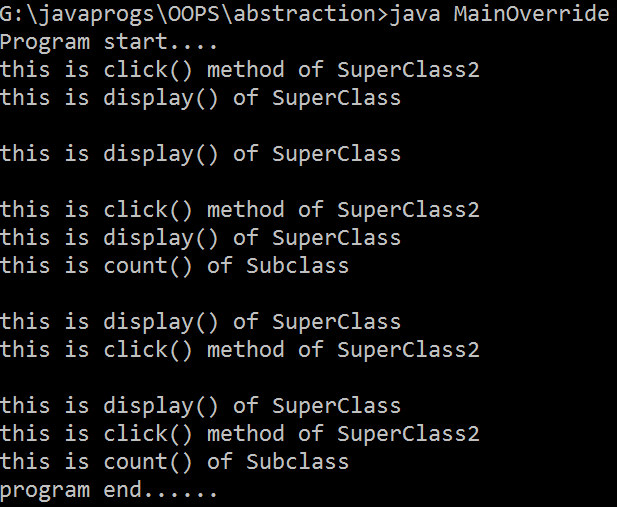 G:\javaprogs\OOPS\abstraction>java MainOverride
Program start....
this is click() method of SuperClass2
this is display() of SuperClass
this is display() of SuperClass
this is click() method of SuperClass2
this is display() of SuperClass
this is count() of Subclass
this is display() of SuperClass
this is click() method of SuperClass2
this is display() of SuperClass
this is click() method of SuperClass2
this is count() of Subclass
program end......